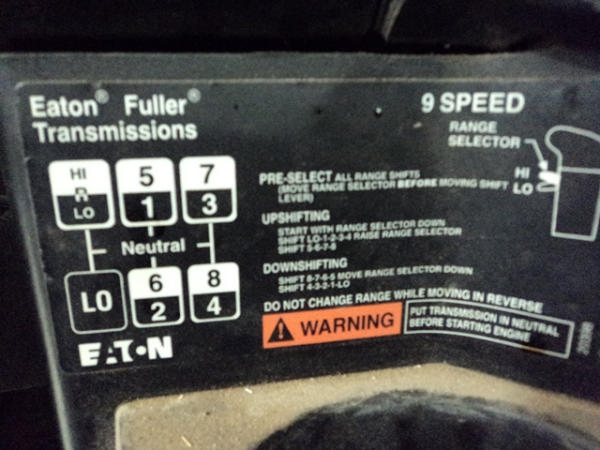 Eaton® Fuller®
Transmissions
9 SPEED
RANGE
SELECTOR
HI
LO
HI
R
LO
5
1
7
3
Neutral
LO
6
2
8
4
PRE-SELECT ALL RANGE SHIFTS
(MOVE RANGE SELECTOR BEFORE MOVING SHIFT
LEVER)
UPSHIFTING
START WITH RANGE SELECTOR DOWN
SHIFT LO-1-2-3-4 RAISE RANGE SELECTOR
SHIFT 5-6-7-8
DOWNSHIFTING
SHIFT 8-7-6-5 MOVE RANGE SELECTOR DOWN
SHIFT 4-3-2-1-LO
DO NOT CHANGE RANGE WHILE MOVING IN REVERSE
WARNING
PUT TRANSMISSION IN NEUTRAL
BEFORE STARTING ENGINE
EATON